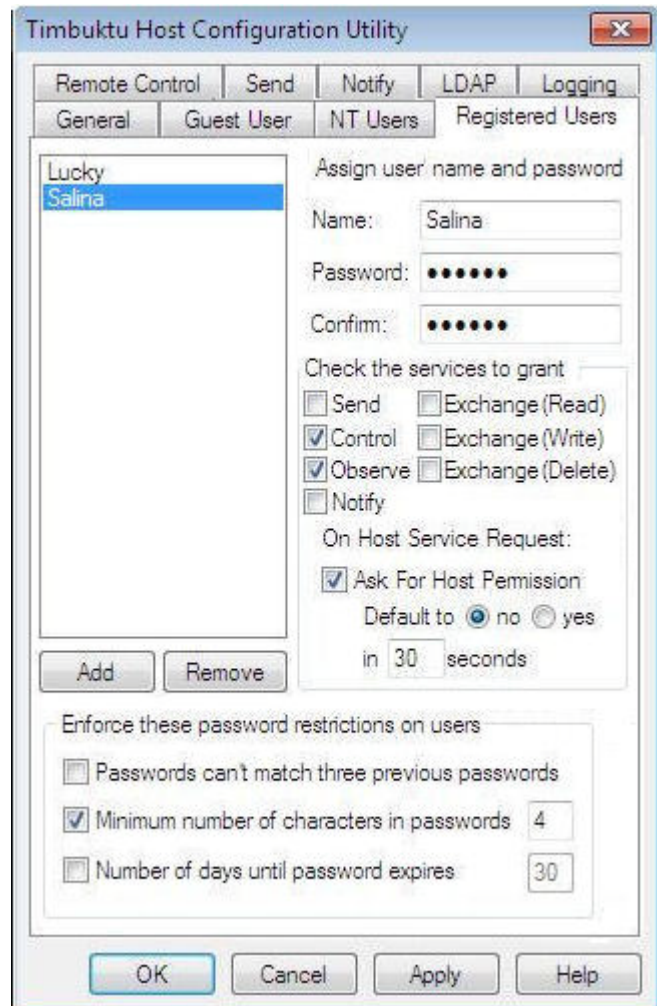 Timbuktu Host Configuration Utility
Remote Control Send Notify LDAP Logging
General Guest User NT Users Registered Users
Lucky
Salina
Assign user name and password
Name: Salina
Password: ••••••
Confirm: ••••••
Check the services to grant
Send Exchange (Read)
Control Exchange (Write)
Observe Exchange (Delete)
Notify
On Host Service Request:
Ask For Host Permission
Default to no yes
in 30 seconds
Add Remove
Enforce these password restrictions on users
Passwords can't match three previous passwords
Minimum number of characters in passwords 4
Number of days until password expires 30
OK Cancel Apply Help